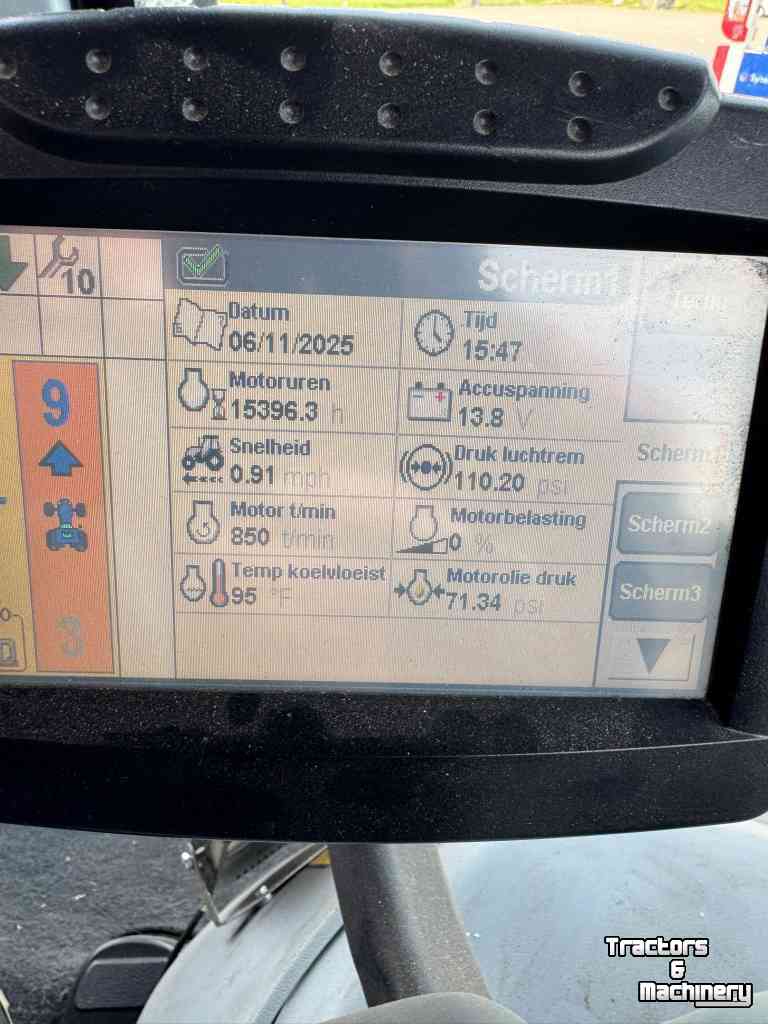 10
Scherm1
Datum
06/11/2025
Tijd
15:47
Motoruren
15396.3 h
Accuspanning
13.8 V
9
Snelheid
0.91 mph
Druk luchtrem
110.20 psi
Scherm1
Motor t/min
850 t/min
Motorbelasting
0 %
Scherm2
Temp koelvloeist
95 °F
Motorolie druk
71.34 psi
Scherm3
3
Tractors
&
Machinery